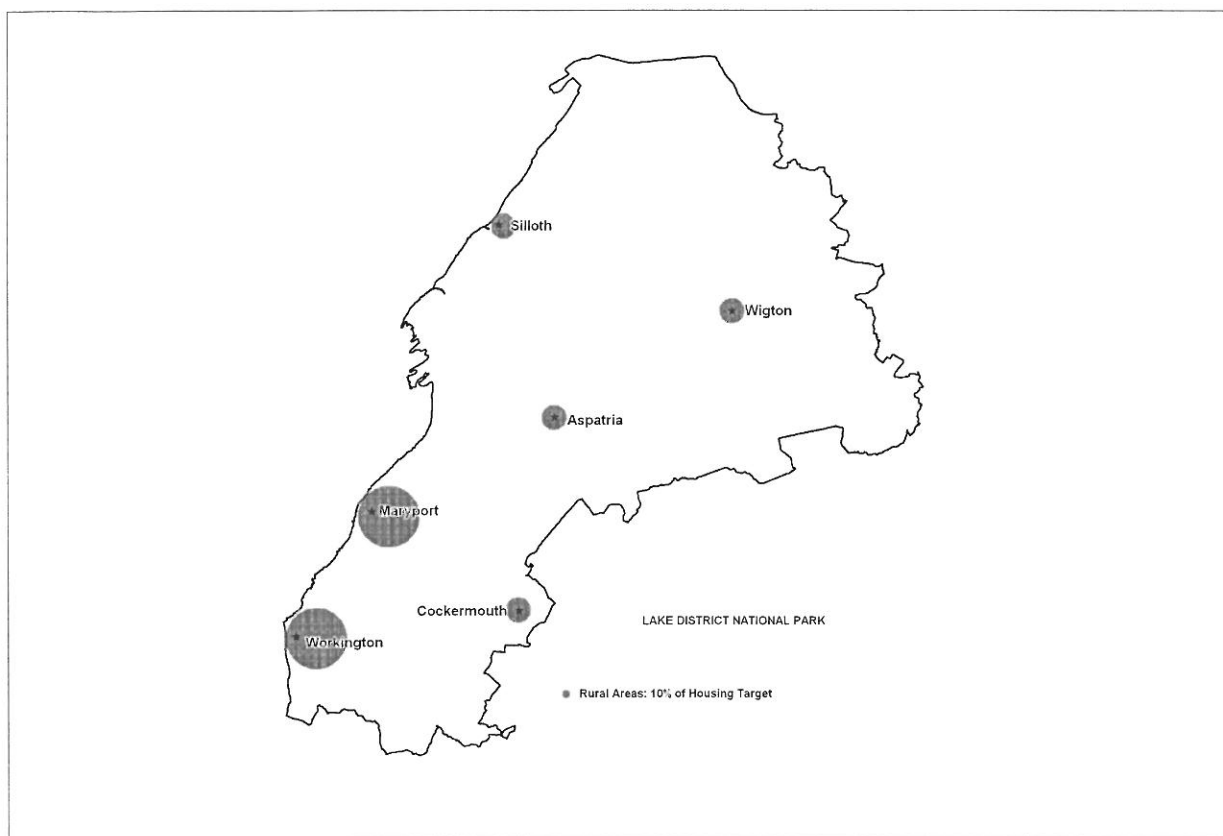 Silloth
Wigton
Aspatria
Maryport
Cockermouth
LAKE DISTRICT NATIONAL PARK
Workington
Rural Areas: 10% of Housing Target